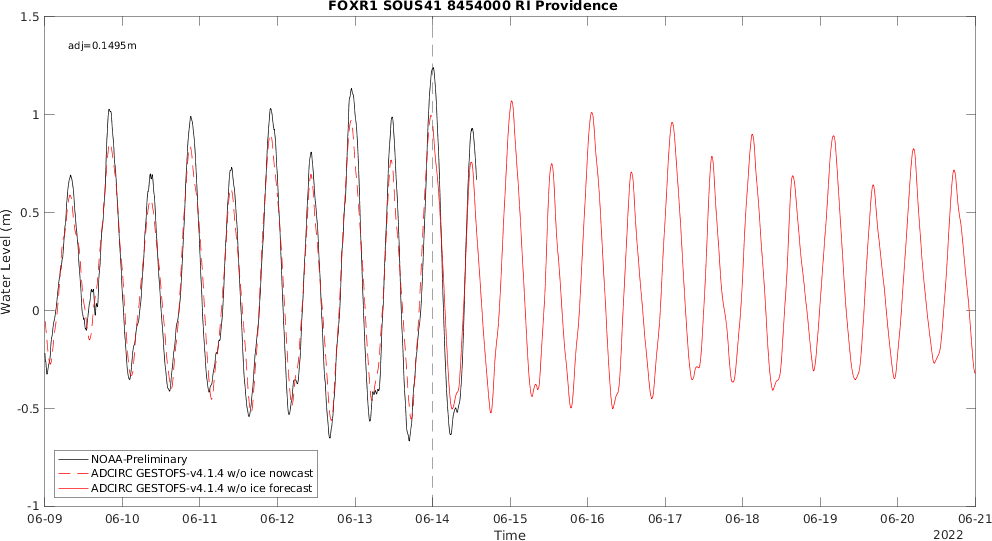 FOXR1 SOUS41 8454000 RI Providence
1.5
adj=0.1495m
1
0.5
Water Level (m)
0
-0.5
NOAA-Preliminary
ADCIRC GESTOFS-v4.1.4 w/o ice nowcast
ADCIRC GESTOFS-v4.1.4 w/o ice forecast
-1
06-09 06-10 06-11 06-12 06-13 06-14 06-15 06-16 06-17 06-18 06-19 06-20 06-21
Time
2022